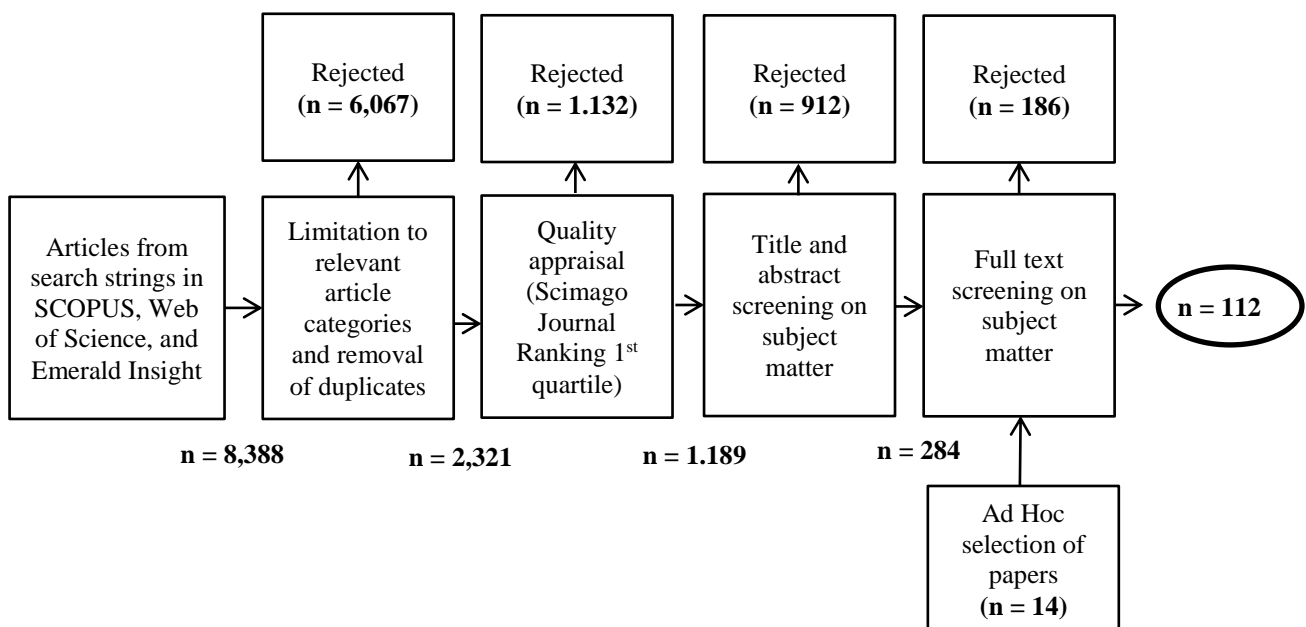 Rejected
(n = 6,067)
Rejected
(n = 1.132)
Rejected
(n = 912)
Rejected
(n = 186)
Articles from
search strings in
SCOPUS, Web
of Science, and
Emerald Insight
Limitation to
relevant
article
categories
and removal
of duplicates
Quality
appraisal
(Scimago
Journal
Ranking 1st
quartile)
Title and
abstract
screening on
subject
matter
Full text
screening on
subject
matter
n = 112
n = 8,388
n = 2,321
n = 1.189
n = 284
Ad Hoc
selection of
papers
(n = 14)